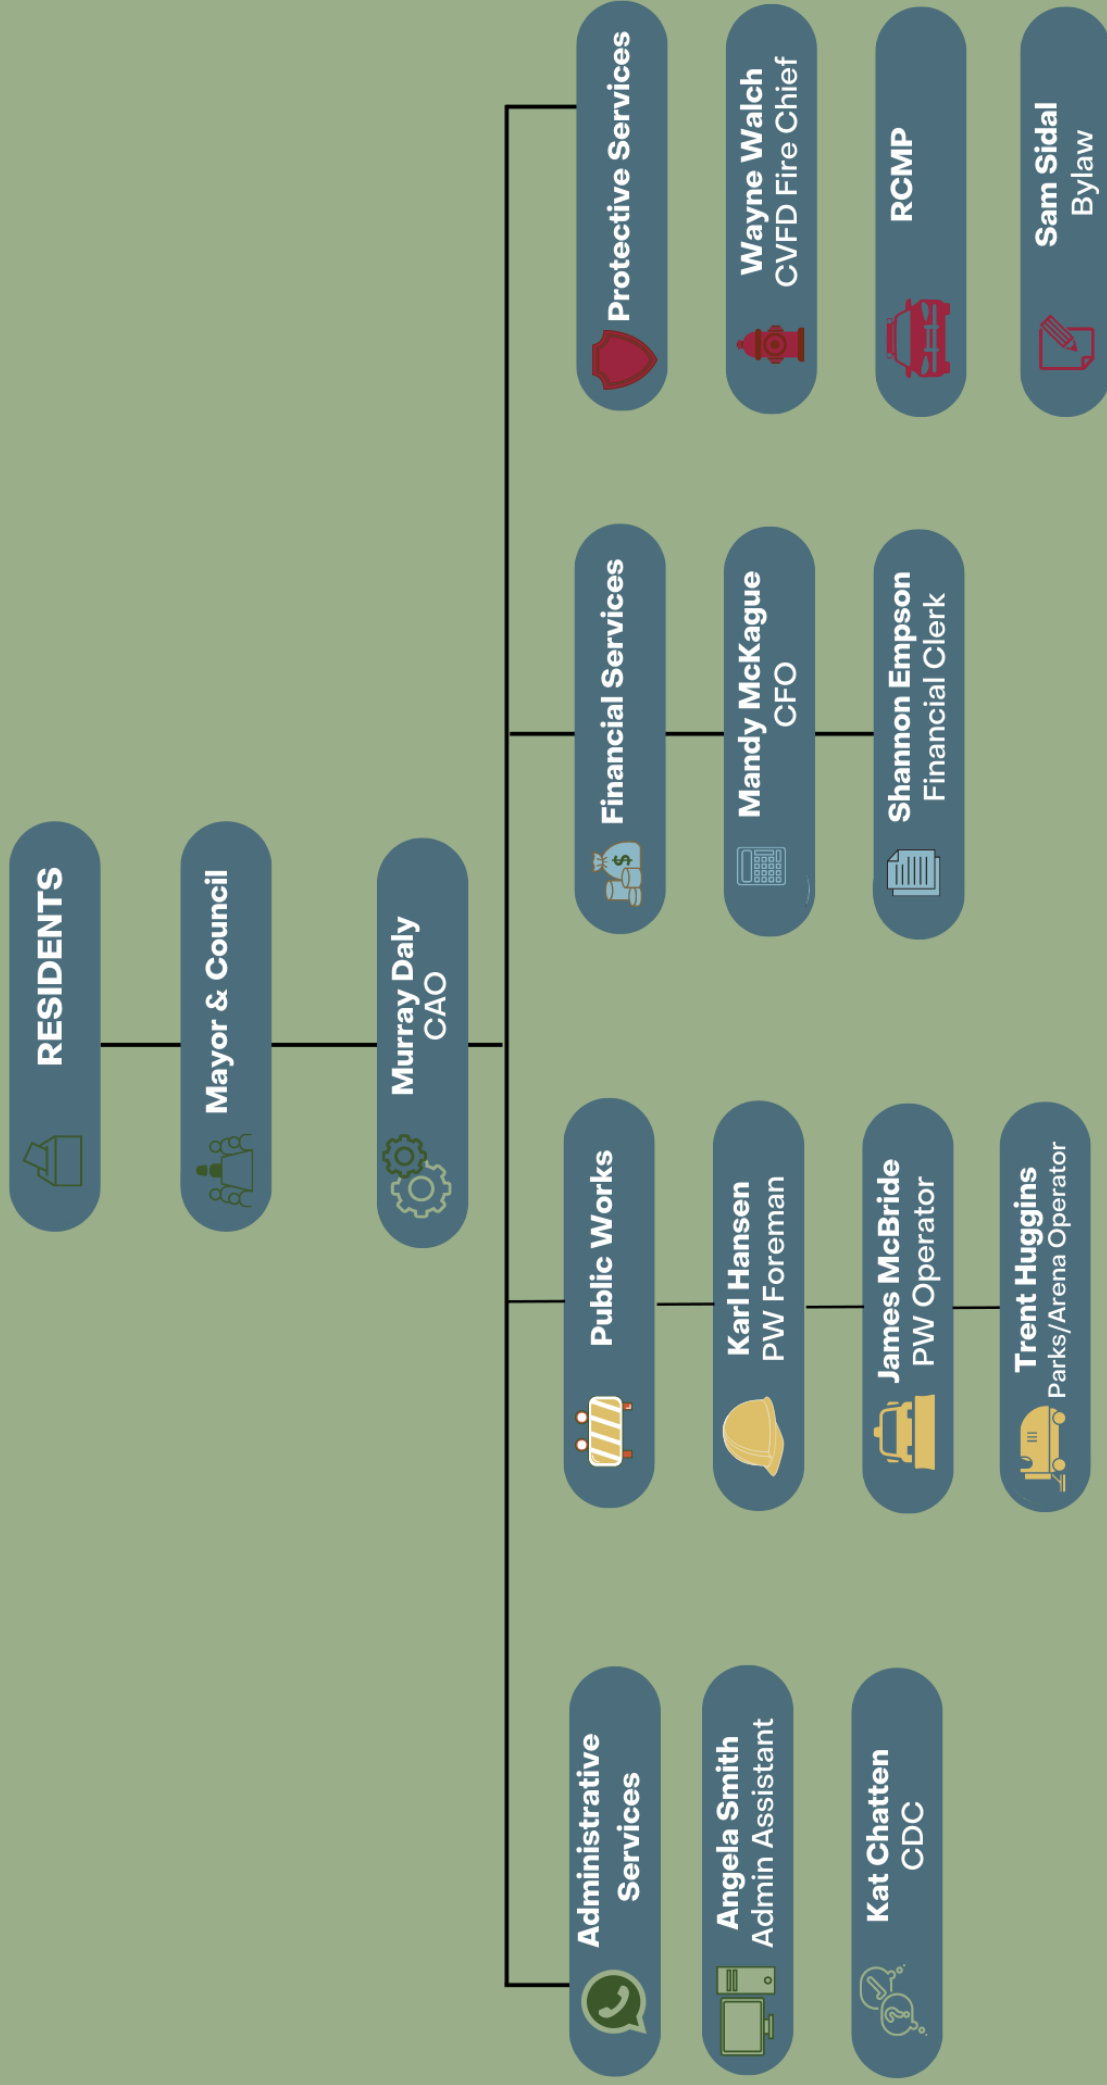 RESIDENTS
Mayor & Council
Murray Daly
CAO
Administrative
Services
Angela Smith
Admin Assistant
Kat Chatten
CDC
Public Works
Karl Hansen
PW Foreman
James McBride
PW Operator
Trent Huggins
Parks/Arena Operator
Financial Services
$
Mandy McKague
CFO
Shannon Empson
Financial Clerk
Protective Services
Wayne Walch
CVFD Fire Chief
RCMP
Sam Sidal
Bylaw